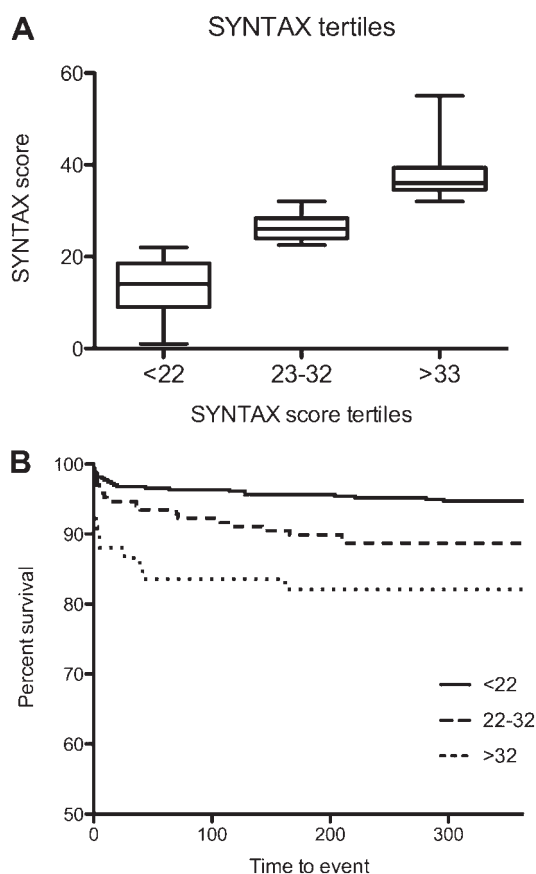 A
SYNTAX tertiles
60
40
20
0
SYNTAX score
<22
23-32
>33
SYNTAX score tertiles
B
100
90
80
70
60
50
Percent survival
<22
22-32
>32
0
100
200
300
Time to event